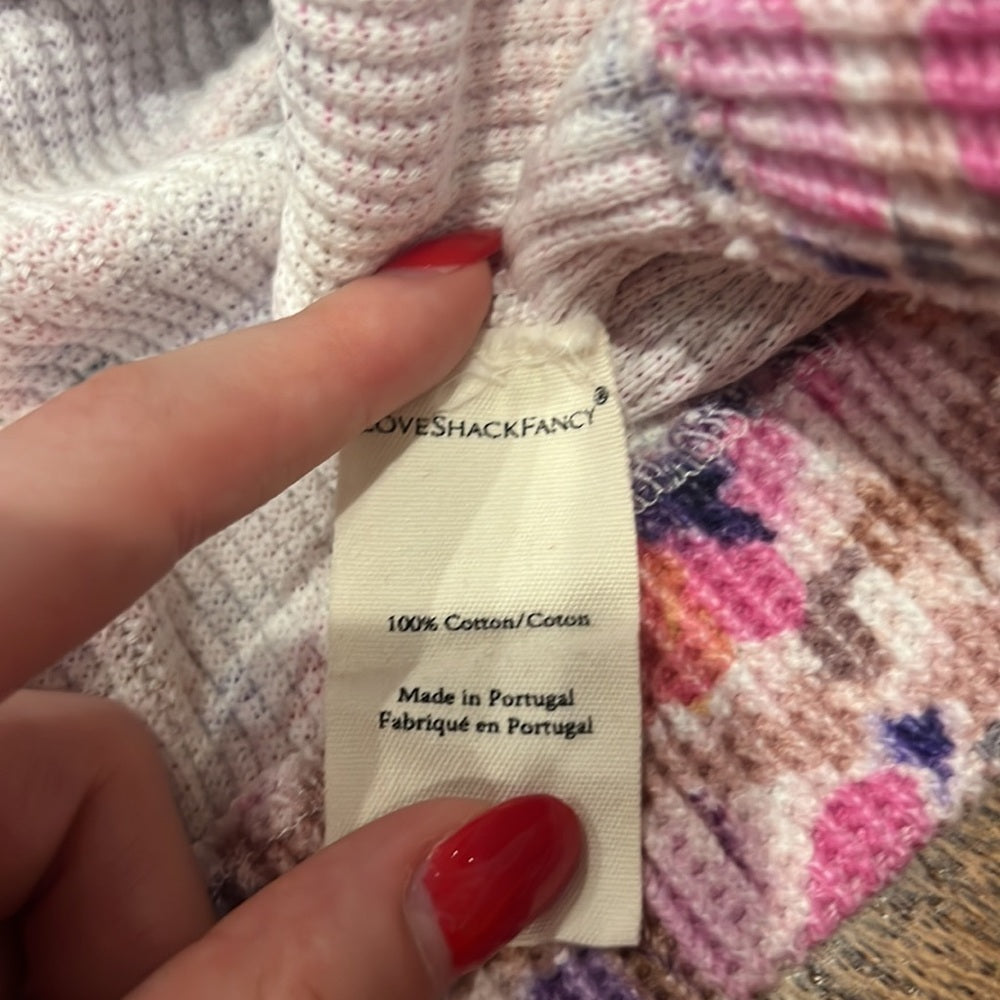 LOVESHACKFANCY®
100% Cotton/Coton
Made in Portugal
Fabriqué en Portugal